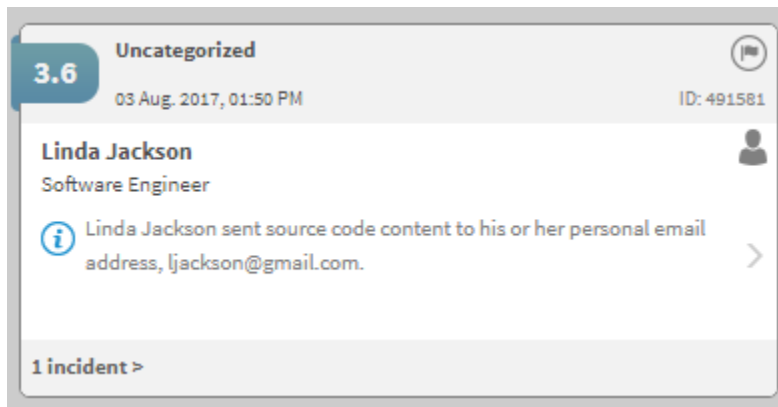 3.6
Uncategorized
03 Aug. 2017, 01:50 PM
ID: 491581
Linda Jackson
Software Engineer
i
Linda Jackson sent source code content to his or her personal email
address, ljackson@gmail.com.
1 incident >